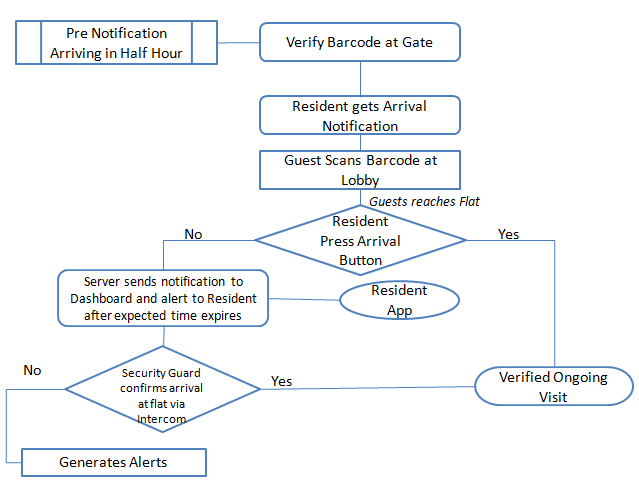 Pre Notification
Arriving in Half Hour
Verify Barcode at Gate
Resident gets Arrival
Notification
Guest Scans Barcode at
Lobby
Guests reaches Flat
Resident
Press Arrival
Button
No
Yes
Server sends notification to
Dashboard and alert to Resident
after expected time expires
Resident
App
Security Guard
confirms arrival
at flat via
Intercom
No
Yes
Verified Ongoing
Visit
Generates Alerts